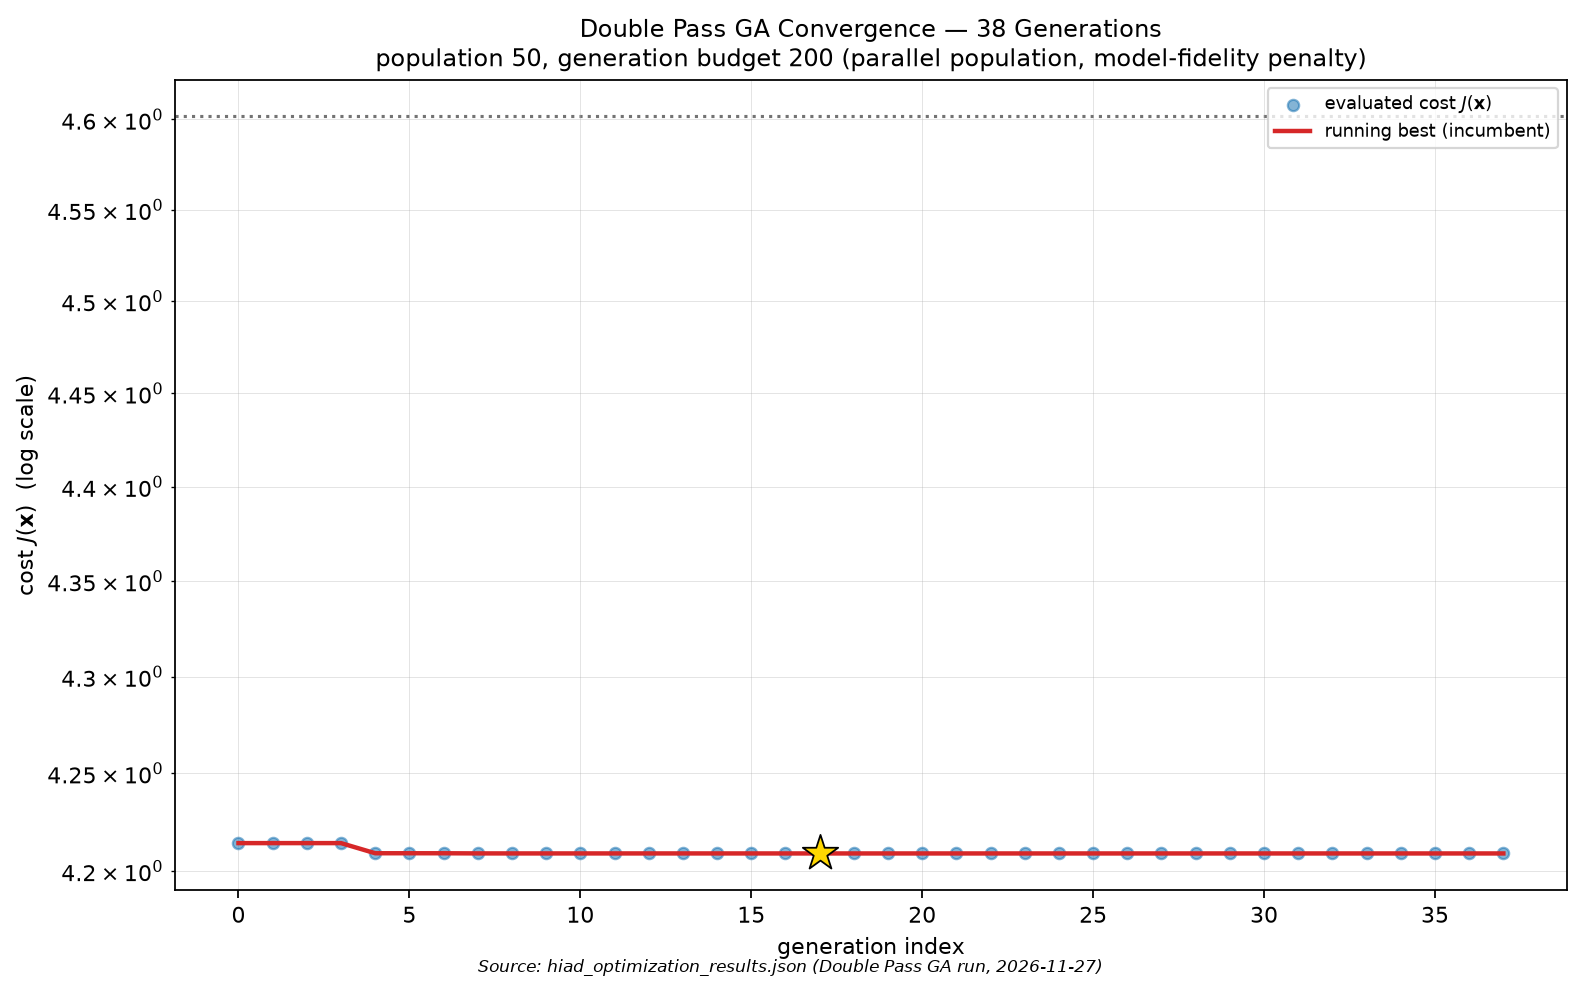 Double Pass GA Convergence — 38 Generations
population 50, generation budget 200 (parallel population, model-fidelity penalty)
evaluated cost J(x)
running best (incumbent)
cost J(x) (log scale)
4.6 × 10⁰
4.55 × 10⁰
4.5 × 10⁰
4.45 × 10⁰
4.4 × 10⁰
4.35 × 10⁰
4.3 × 10⁰
4.25 × 10⁰
4.2 × 10⁰
0 5 10 15 20 25 30 35
generation index
Source: hiad_optimization_results.json (Double Pass GA run, 2026-11-27)